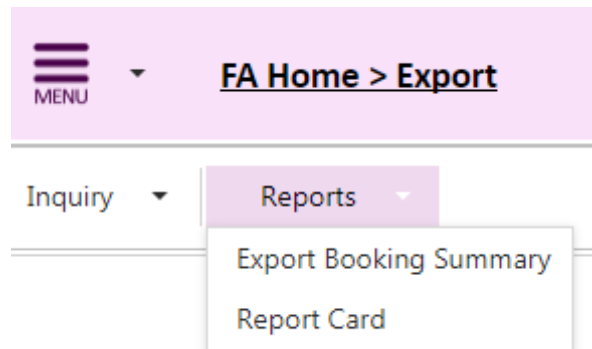 MENU
FA Home > Export
Inquiry
Reports
Export Booking Summary
Report Card